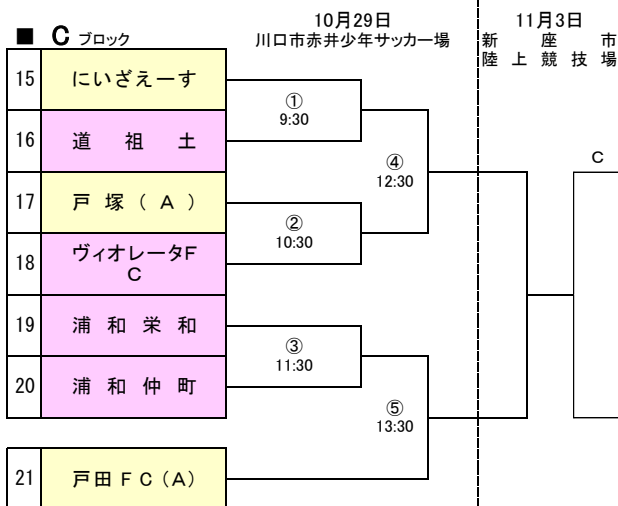 ■ C ブロック
10月29日
川口市赤井少年サッカー場
11月3日
新座市
陸上競技場
15 にいざえーす
16 道祖土
17 戸塚(A)
18 ヴィオレータF
C
19 浦和栄和
20 浦和仲町
21 戸田FC(A)
①
9:30
②
10:30
③
11:30
④
12:30
⑤
13:30
C